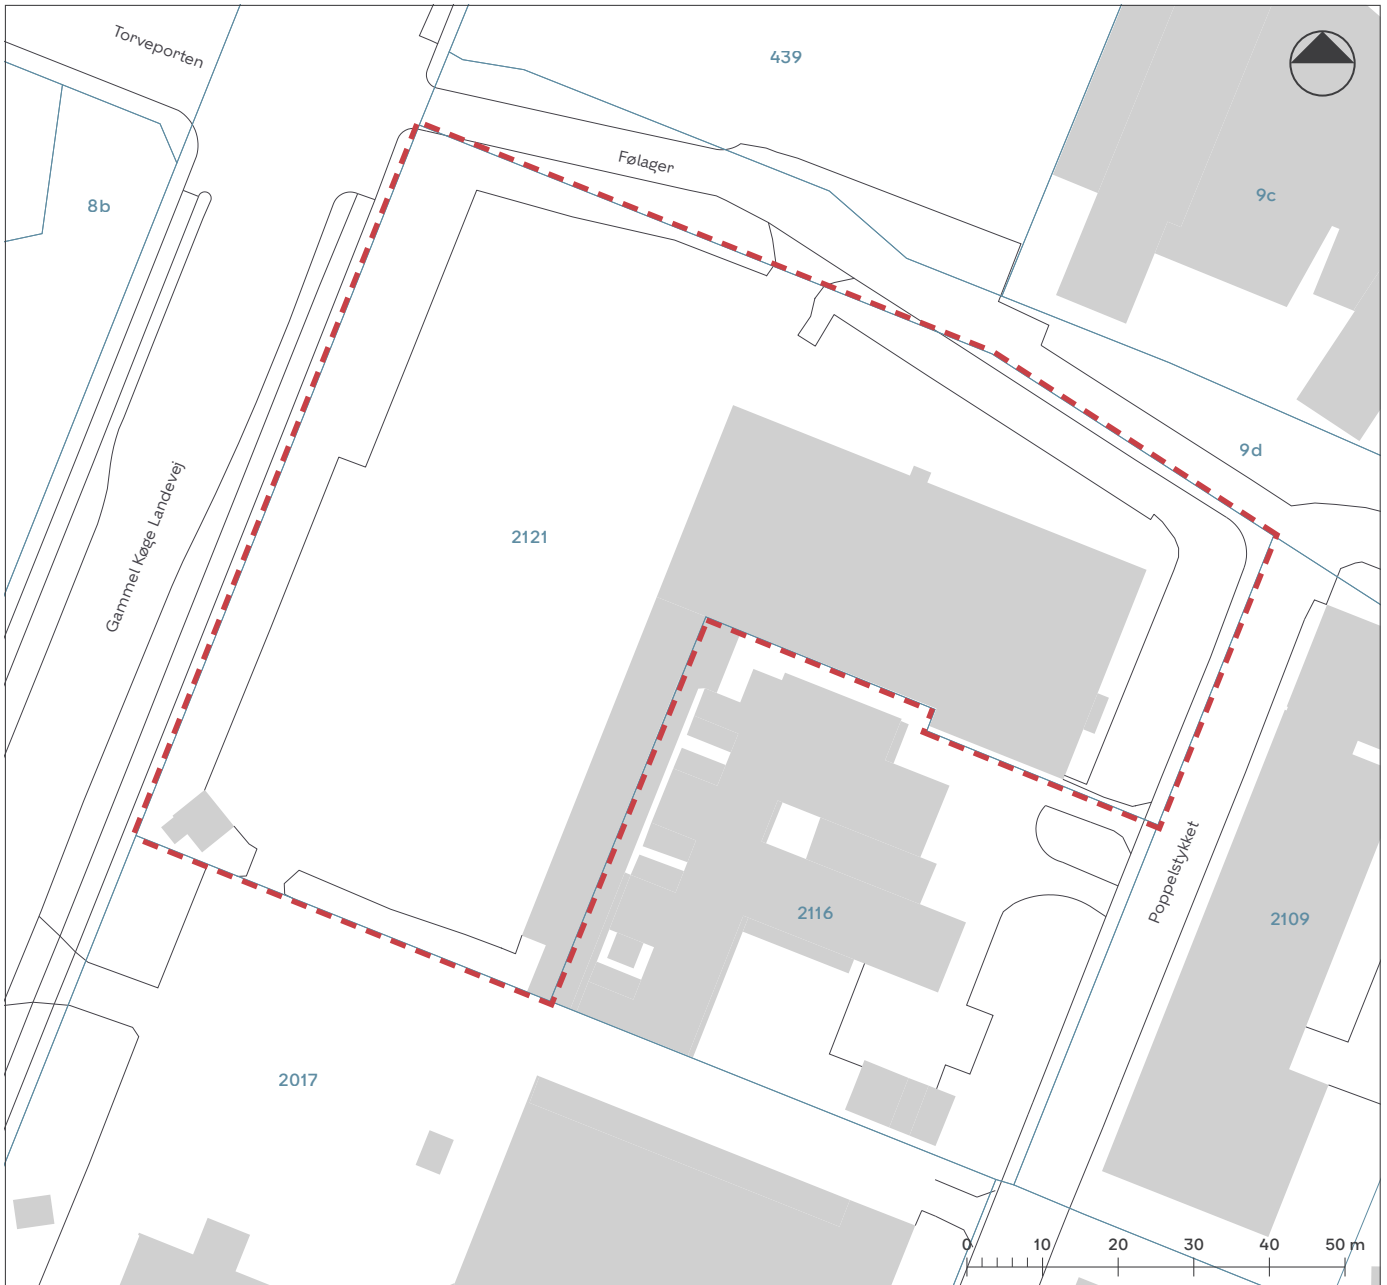 Torveporten
439
Følager
9c
8b
9d
Gammel Køge Landevej
2121
Poppelstykket
2116
2109
2017
0 10 20 30 40 50 m